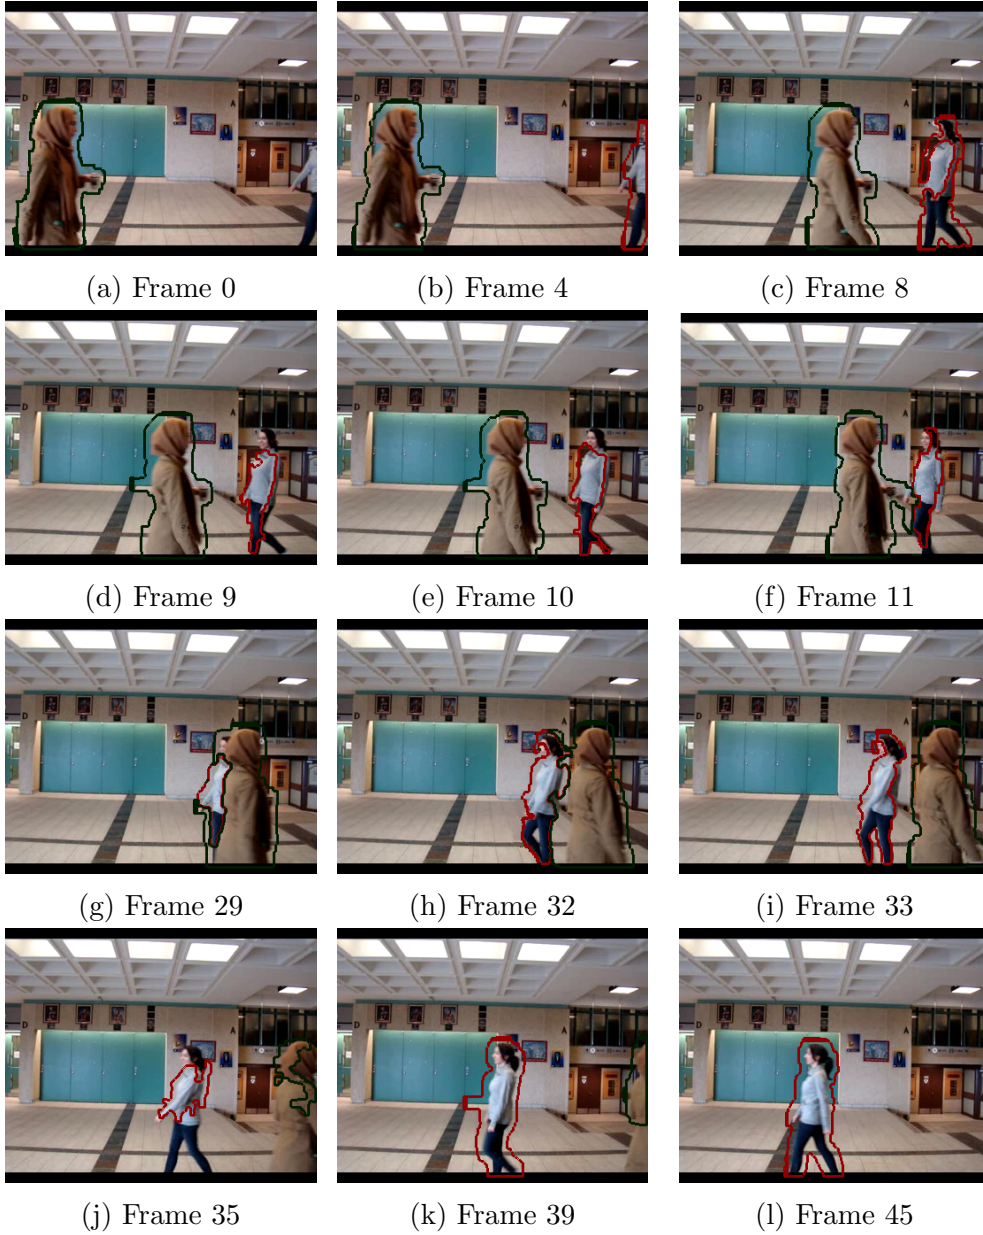 (a) Frame 0
(b) Frame 4
(c) Frame 8
(d) Frame 9
(e) Frame 10
(f) Frame 11
(g) Frame 29
(h) Frame 32
(i) Frame 33
(j) Frame 35
(k) Frame 39
(l) Frame 45